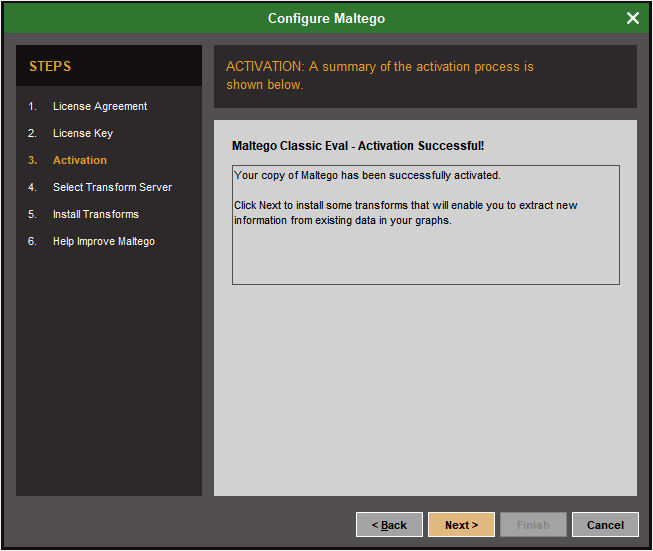 Configure Maltego
STEPS
1. License Agreement
2. License Key
3. Activation
4. Select Transform Server
5. Install Transforms
6. Help Improve Maltego
ACTIVATION: A summary of the activation process is
shown below.
Maltego Classic Eval - Activation Successful!
Your copy of Maltego has been successfully activated.
Click Next to install some transforms that will enable you to extract new
information from existing data in your graphs.
< Back Next > Finish Cancel